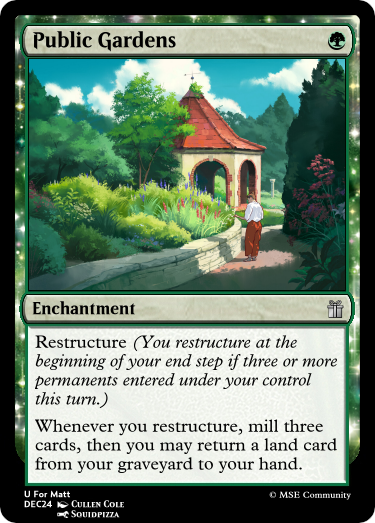 Public Gardens
Enchantment
Restructure (You restructure at the
beginning of your end step if three or more
permanents entered under your control
this turn.)
Whenever you restructure, mill three
cards, then you may return a land card
from your graveyard to your hand.
U For Matt
DEC24 Cullen Cole
Squidpizza
© MSE Community